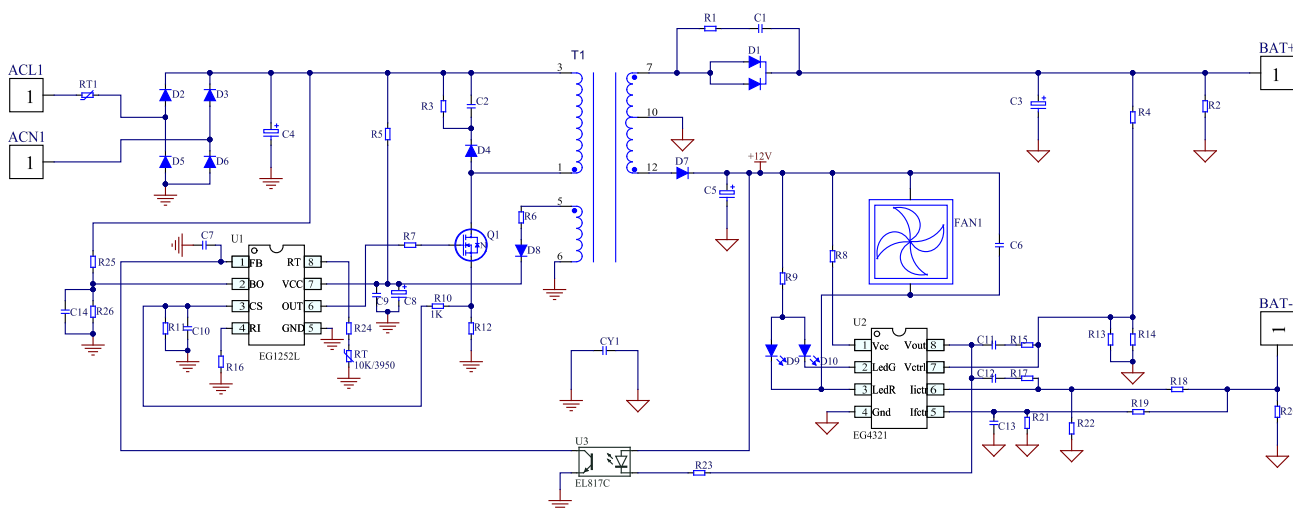 R1
C1
T1
ACL1
1
RT1
D2
D3
3
7
D1
BAT+
1
R3
C2
C3
R4
R2
C4
R5
10
ACN1
1
D5
D6
D4
1
12
D7
+12V
C5
5
R6
6
D8
C7
U1
R7
Q1
FAN1
C6
R8
R9
R25
1
FB
RT
8
2
BO
VCC
7
3
CS
OUT
6
4
RI
GND
5
EG1252L
C14
R26
R11
C10
R16
C9
C8
R10
1K
R12
R24
RT
10K/3950
BAT-
1
U2
1
Vcc
Vout
8
2
LedG
Vctrl
7
3
LedR
Ifctr
6
4
Gnd
Ifctr
5
EG4321
D9
D10
C11
R15
C12
R17
R13
R14
R18
R19
C13
R21
R22
CY1
U3
EL817C
R23